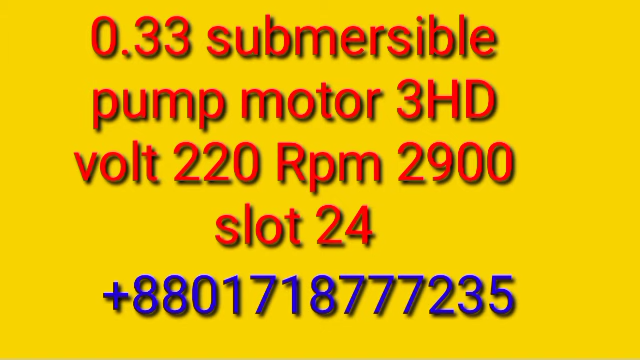 0.33 submersible
pump motor 3HD
volt 220 Rpm 2900
slot 24
+8801718777235